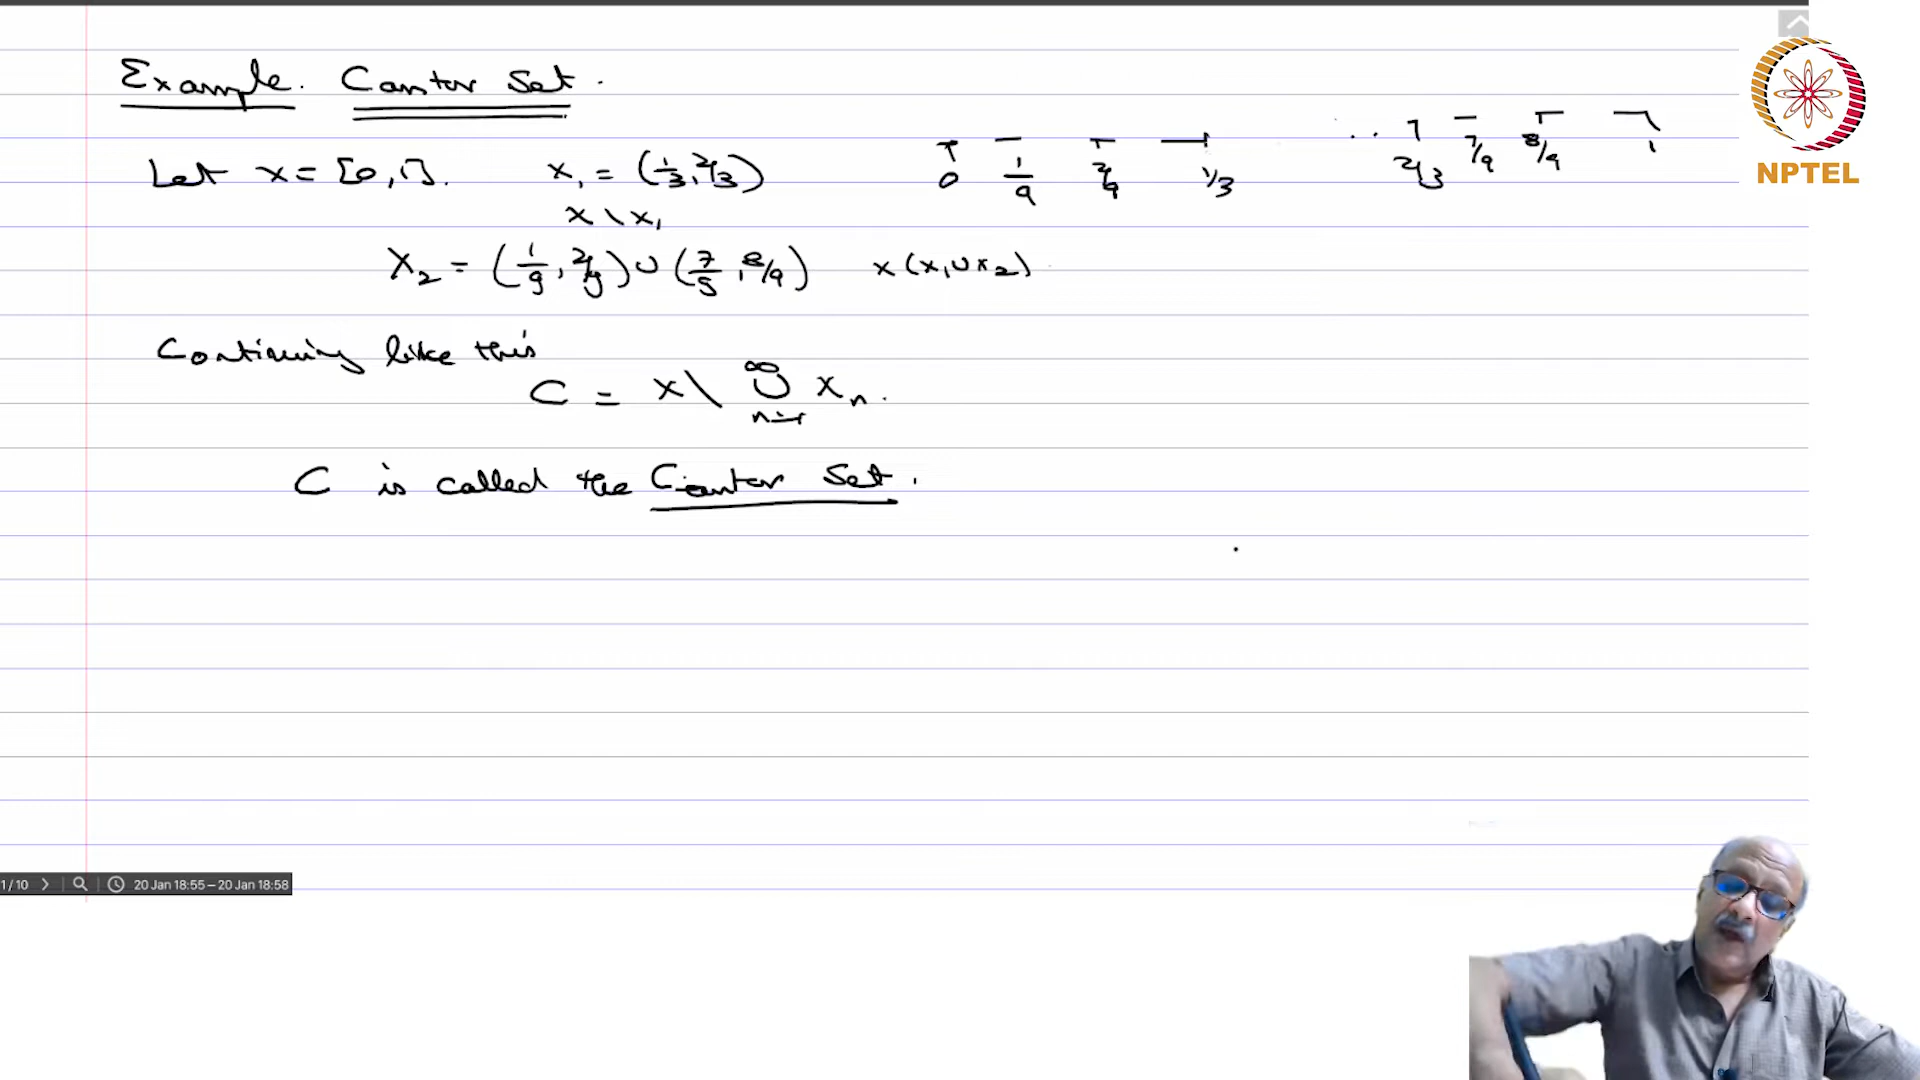 Example. Cantor Set.
Let X = [0,1]. X₁ = (1/3, 2/3)
X \ X₁
0 1/9 2/9 1/3 .. 2/3 7/9 8/9 1
X₂ = (1/9, 2/9) ∪ (7/9, 8/9) X(X₁∪X₂)
Continuing like this
C = X \ ∞∪n=1 Xₙ.
C is called the Cantor Set.
NPTEL
1/10 20 Jan 18:55 – 20 Jan 18:58